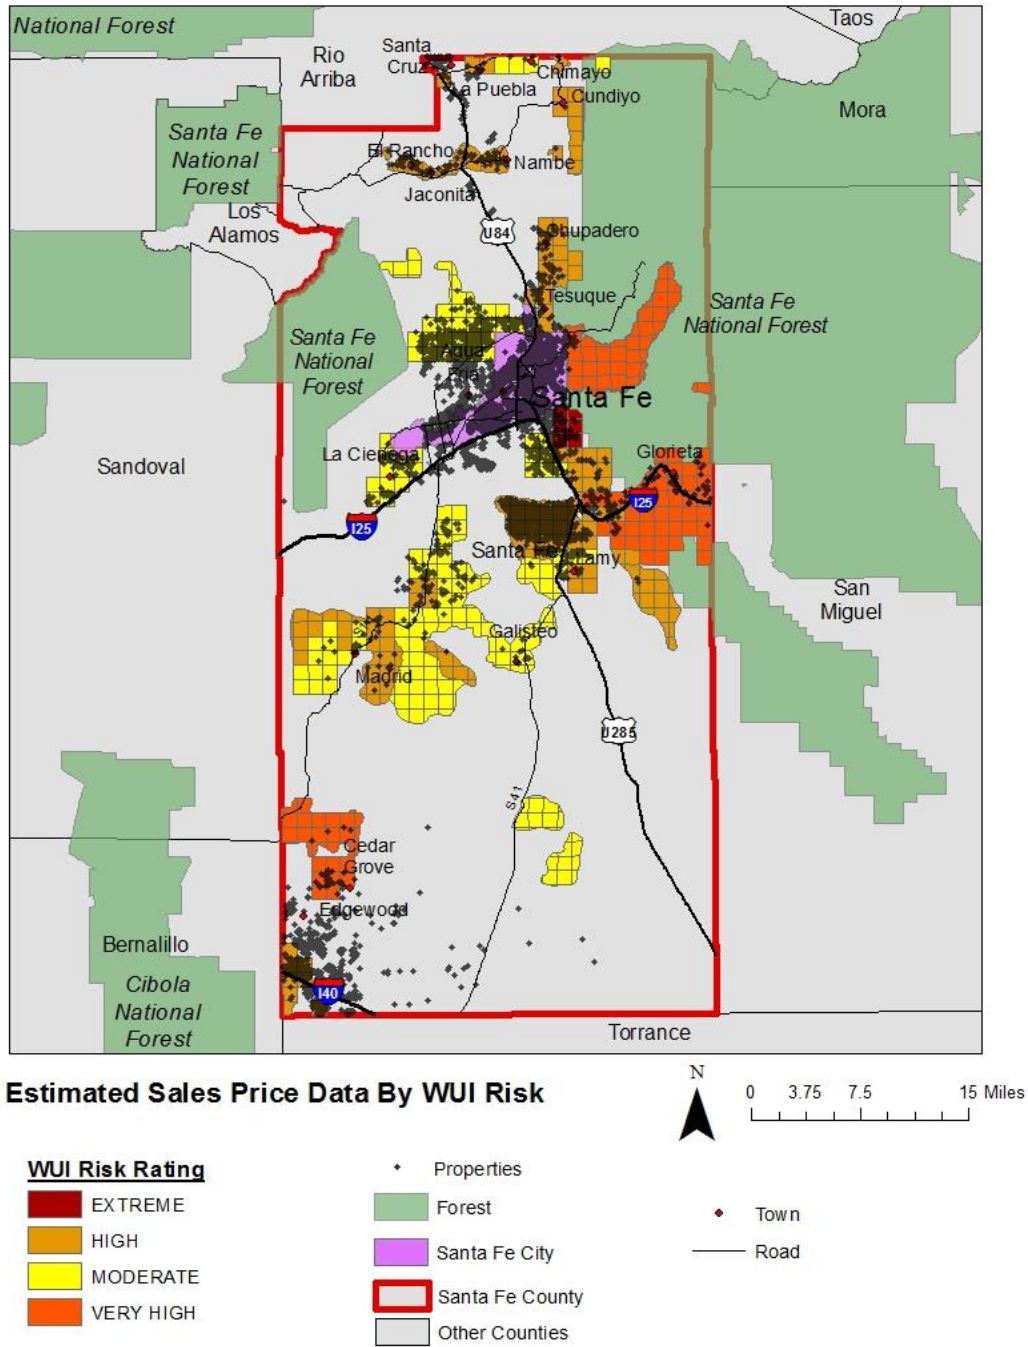 National Forest
Taos
Rio
Arriba
Santa
Cruz
La Puebla
Chimayo
Cundiyo
Mora
Santa Fe
National
Forest
El Rancho
Nambe
Jaconita
Los
Alamos
U84
Chupadero
Tesuque
Santa Fe
National Forest
Santa Fe
National
Forest
Agua
Fria
Santa Fe
Sandoval
La Cienega
Glorieta
I25
I25
Santa Fe
Lamy
San
Miguel
Galisteo
Madrid
U285
S41
Cedar
Grove
Edgewood
Bernalillo
I40
Cibola
National
Forest
Torrance
Estimated Sales Price Data By WUI Risk
N
0 3.75 7.5 15 Miles
WUI Risk Rating
EXTREME
HIGH
MODERATE
VERY HIGH
Properties
Forest
Santa Fe City
Santa Fe County
Other Counties
Town
Road